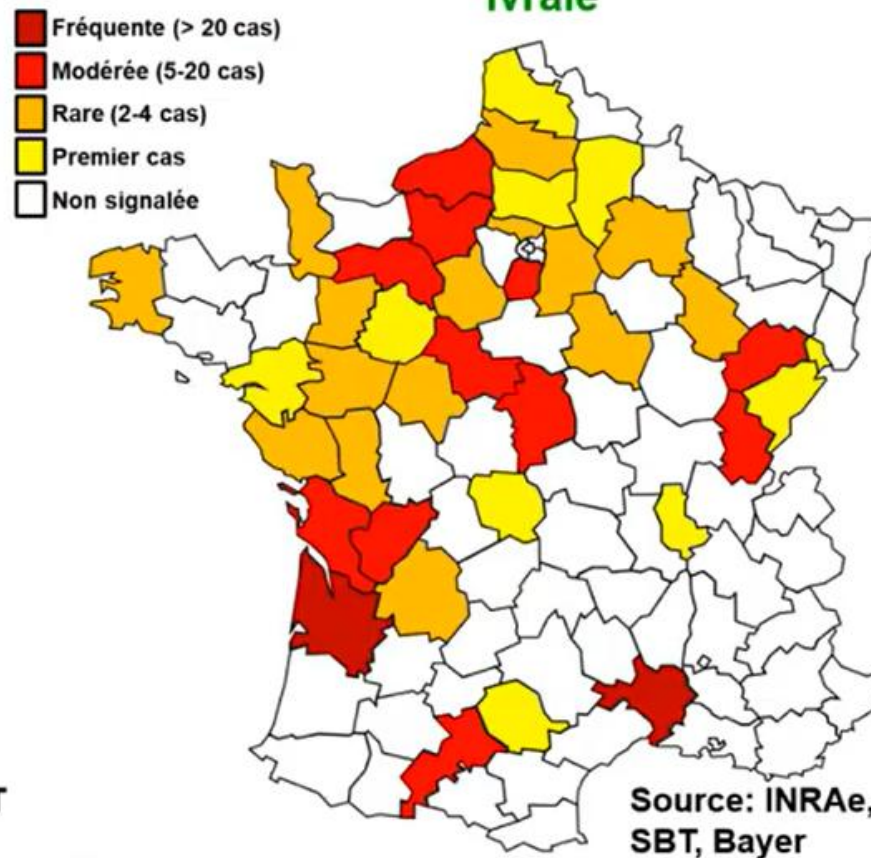 Ivraie
Fréquente (> 20 cas)
Modérée (5-20 cas)
Rare (2-4 cas)
Premier cas
Non signalée
Source: INRAe,
SBT, Bayer